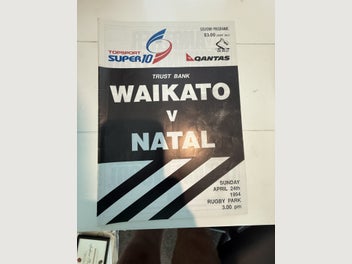 SOUVENIR PROGRAMME
$3.00
TOPSPORT
SUPER 10
QANTAS
TRUST BANK
WAIKATO
V
NATAL
SUNDAY
APRIL 24th
1994
RUGBY PARK
3.00 pm